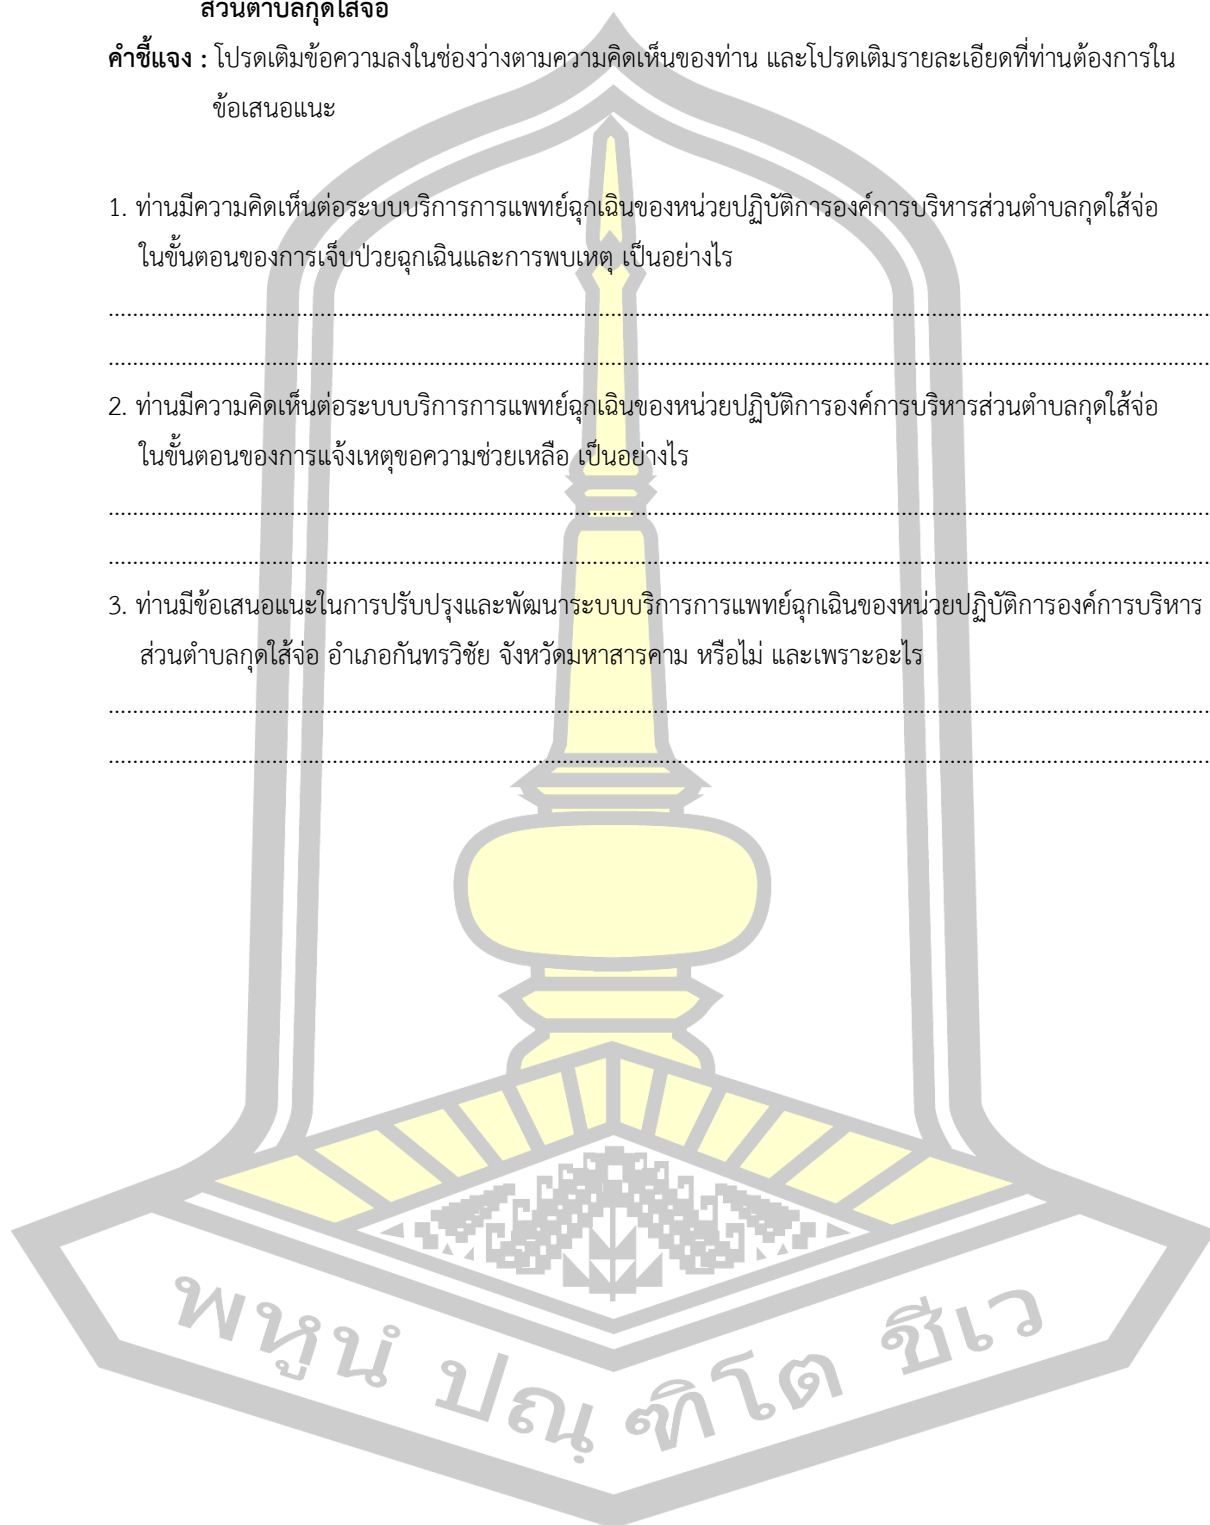 ส่วนตำบลกุดใส้จ่อ
คำชี้แจง : โปรดเติมข้อความลงในช่องว่างตามความคิดเห็นของท่าน และโปรดเติมรายละเอียดที่ท่านต้องการใน
ข้อเสนอแนะ
1. ท่านมีความคิดเห็นต่อระบบบริการการแพทย์ฉุกเฉินของหน่วยปฏิบัติการองค์การบริหารส่วนตำบลกุดใส้จ่อ
ในขั้นตอนของการเจ็บป่วยฉุกเฉินและการพบเหตุ เป็นอย่างไร
2. ท่านมีความคิดเห็นต่อระบบบริการการแพทย์ฉุกเฉินของหน่วยปฏิบัติการองค์การบริหารส่วนตำบลกุดใส้จ่อ
ในขั้นตอนของการแจ้งเหตุขอความช่วยเหลือ เป็นอย่างไร
3. ท่านมีข้อเสนอแนะในการปรับปรุงและพัฒนาระบบบริการการแพทย์ฉุกเฉินของหน่วยปฏิบัติการองค์การบริหาร
ส่วนตำบลกุดใส้จ่อ อำเภอกันทรวิชัย จังหวัดมหาสารคาม หรือไม่ และเพราะอะไร
พหูนํ ปณฺฑิโต ชีเว